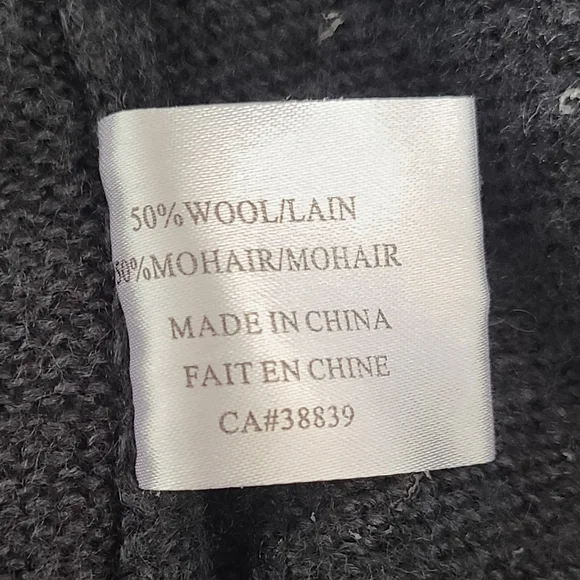 50%WOOL/LAIN
50%MOHAIR/MOHAIR
MADE IN CHINA
FAIT EN CHINE
CA#38839